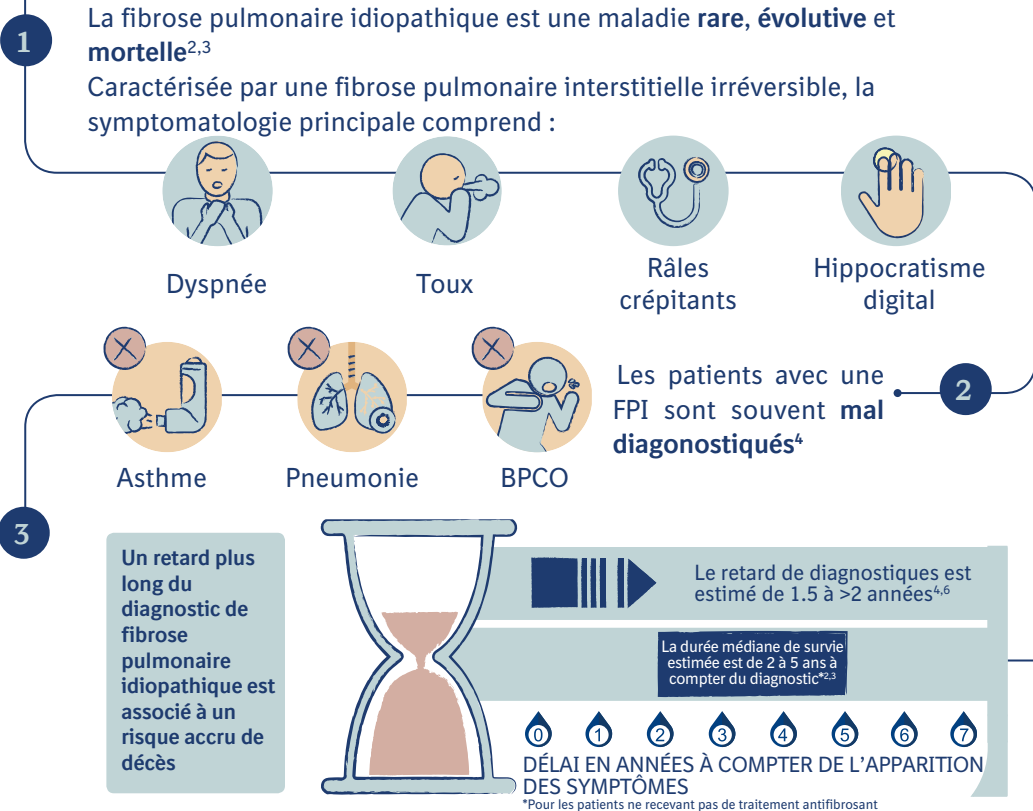 1
La fibrose pulmonaire idiopathique est une maladie rare, évolutive et
mortelle2,3
Caractérisée par une fibrose pulmonaire interstitielle irréversible, la
symptomatologie principale comprend :
Dyspnée
Toux
Râles
crépitants
Hippocratisme
digital
2
Les patients avec une
FPI sont souvent mal
diagonostiqués4
Asthme
Pneumonie
BPCO
3
Un retard plus
long du
diagnostic de
fibrose
pulmonaire
idiopathique est
associé à un
risque accru de
décès
Le retard de diagnostiques est
estimé de 1.5 à >2 années4,6
La durée médiane de survie
estimée est de 2 à 5 ans à
compter du diagnostic*2,3
0 1 2 3 4 5 6 7
DÉLAI EN ANNÉES À COMPTER DE L'APPARITION
DES SYMPTÔMES
*Pour les patients ne recevant pas de traitement antifibrosant